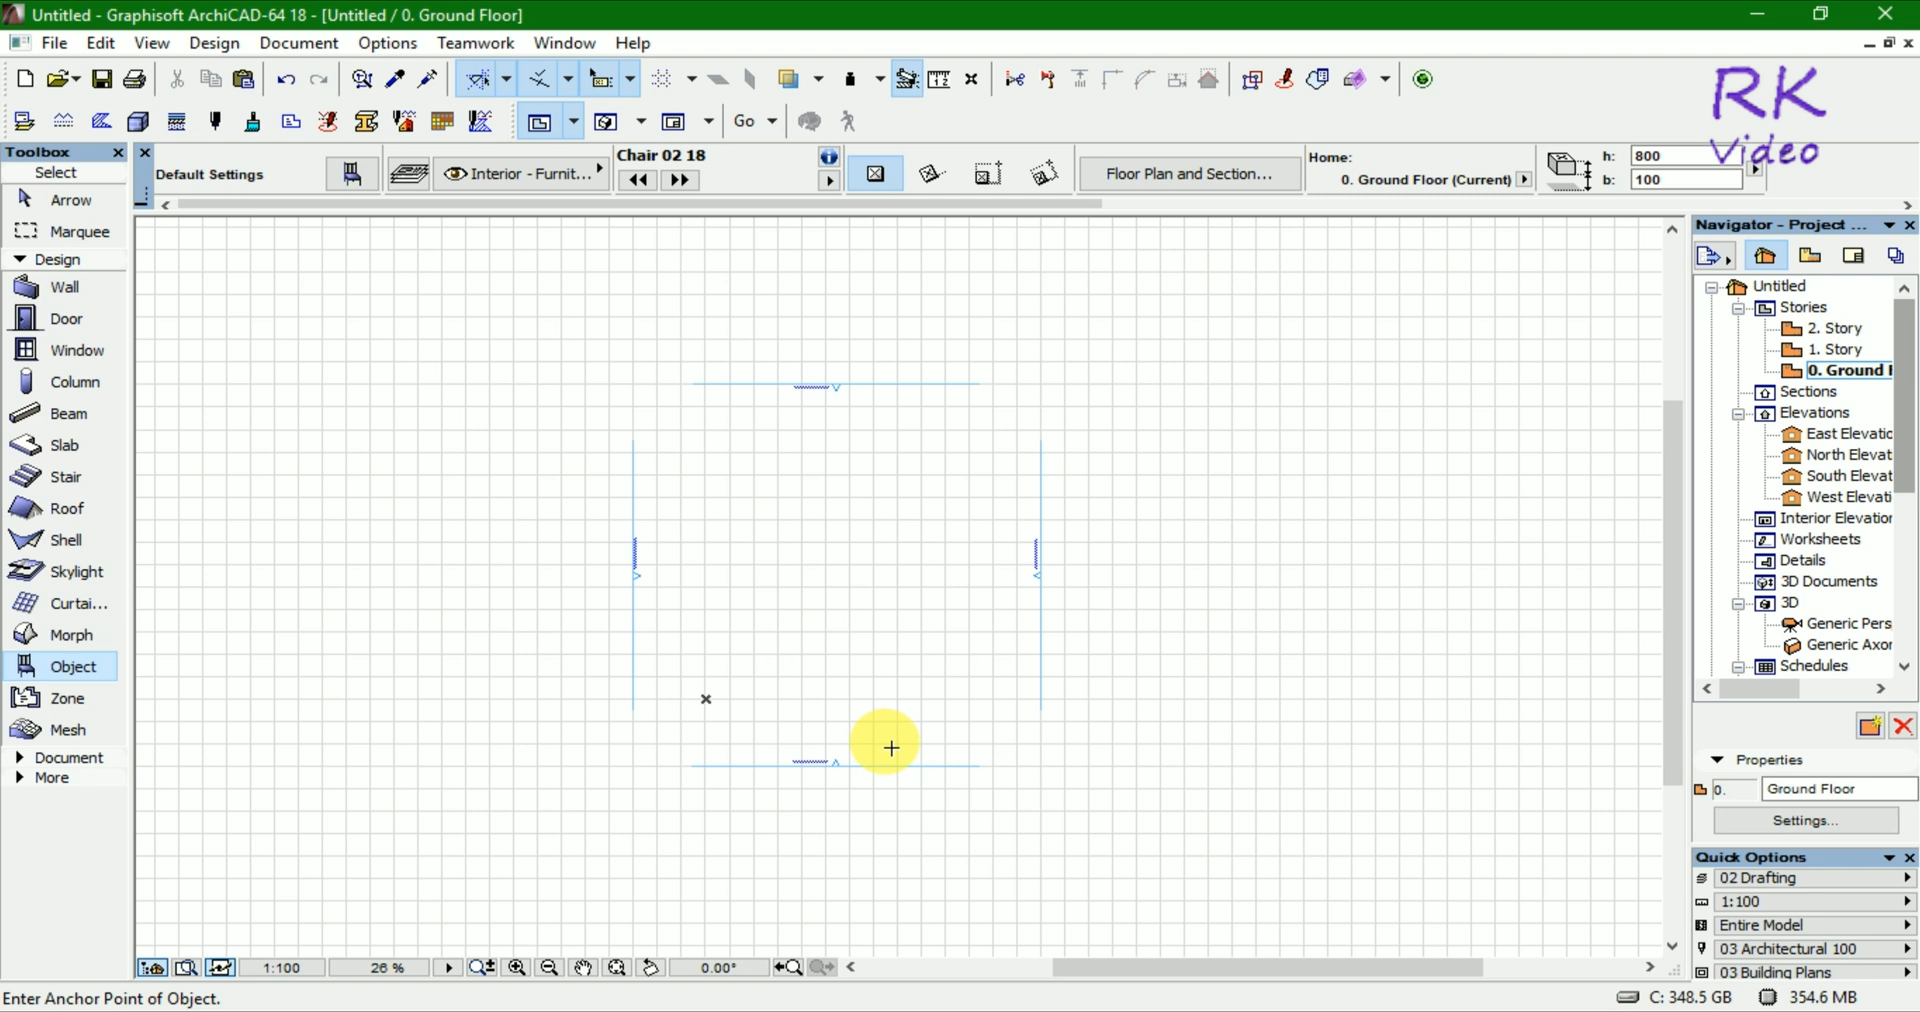 Untitled - Graphisoft ArchiCAD-64 18 - [Untitled / 0. Ground Floor]
File Edit View Design Document Options Teamwork Window Help
RK
Video
Go
Toolbox
Select
Arrow
Marquee
Design
Wall
Door
Window
Column
Beam
Slab
Stair
Roof
Shell
Skylight
Curtai...
Morph
Object
Zone
Mesh
Document
More
Default Settings
Interior - Furnit...
Chair 02 18
Floor Plan and Section...
Home:
0. Ground Floor (Current)
h: 800
b: 100
Navigator - Project ...
Untitled
Stories
2. Story
1. Story
0. Ground F
Sections
Elevations
East Elevatic
North Elevat
South Elevat
West Elevati
Interior Elevation
Worksheets
Details
3D Documents
3D
Generic Pers
Generic Axor
Schedules
Properties
0. Ground Floor
Settings...
Quick Options
02 Drafting
1:100
Entire Model
03 Architectural 100
03 Building Plans
1:100 26 % 0.00°
Enter Anchor Point of Object.
C: 348.5 GB 354.6 MB